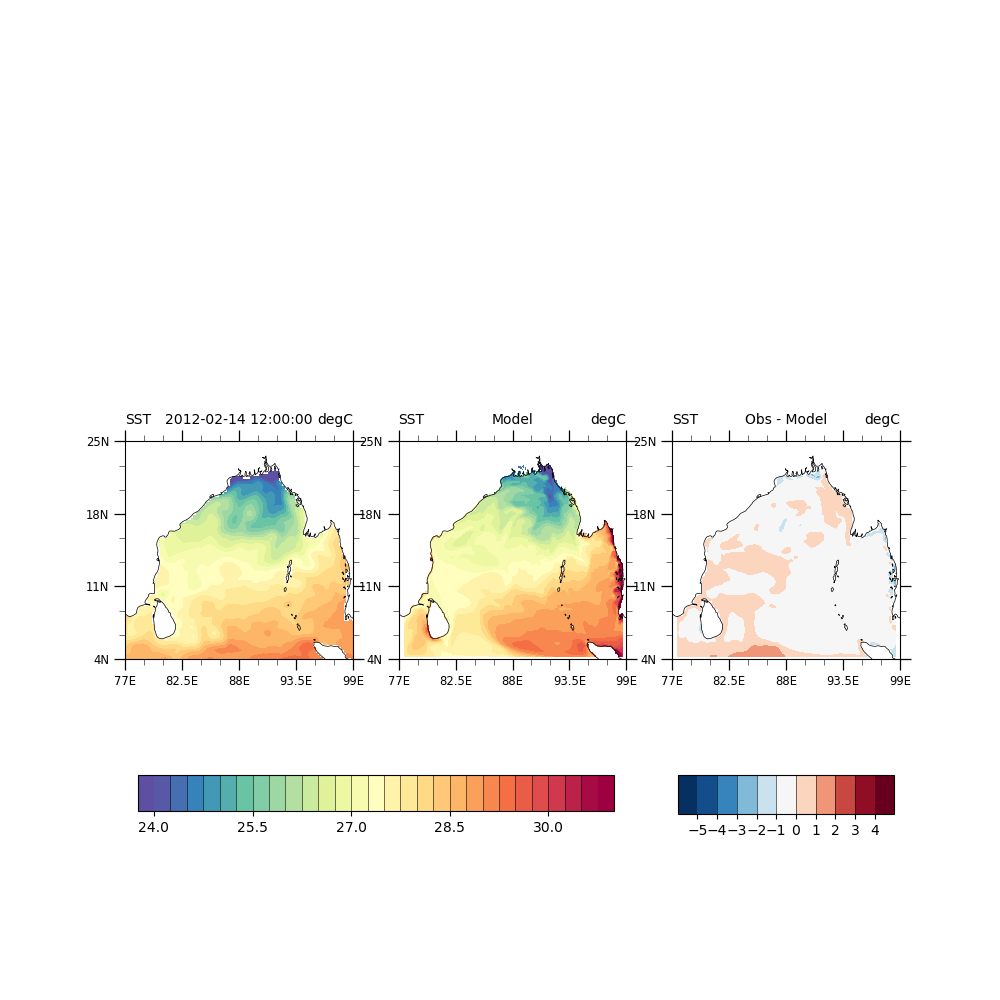 SST 2012-02-14 12:00:00 degC
SST Model degC
SST Obs - Model degC
25N
18N
11N
4N
77E 82.5E 88E 93.5E 99E
25N
18N
11N
4N
77E 82.5E 88E 93.5E 99E
25N
18N
11N
4N
77E 82.5E 88E 93.5E 99E
24.0 25.5 27.0 28.5 30.0
−5 −4 −3 −2 −1 0 1 2 3 4